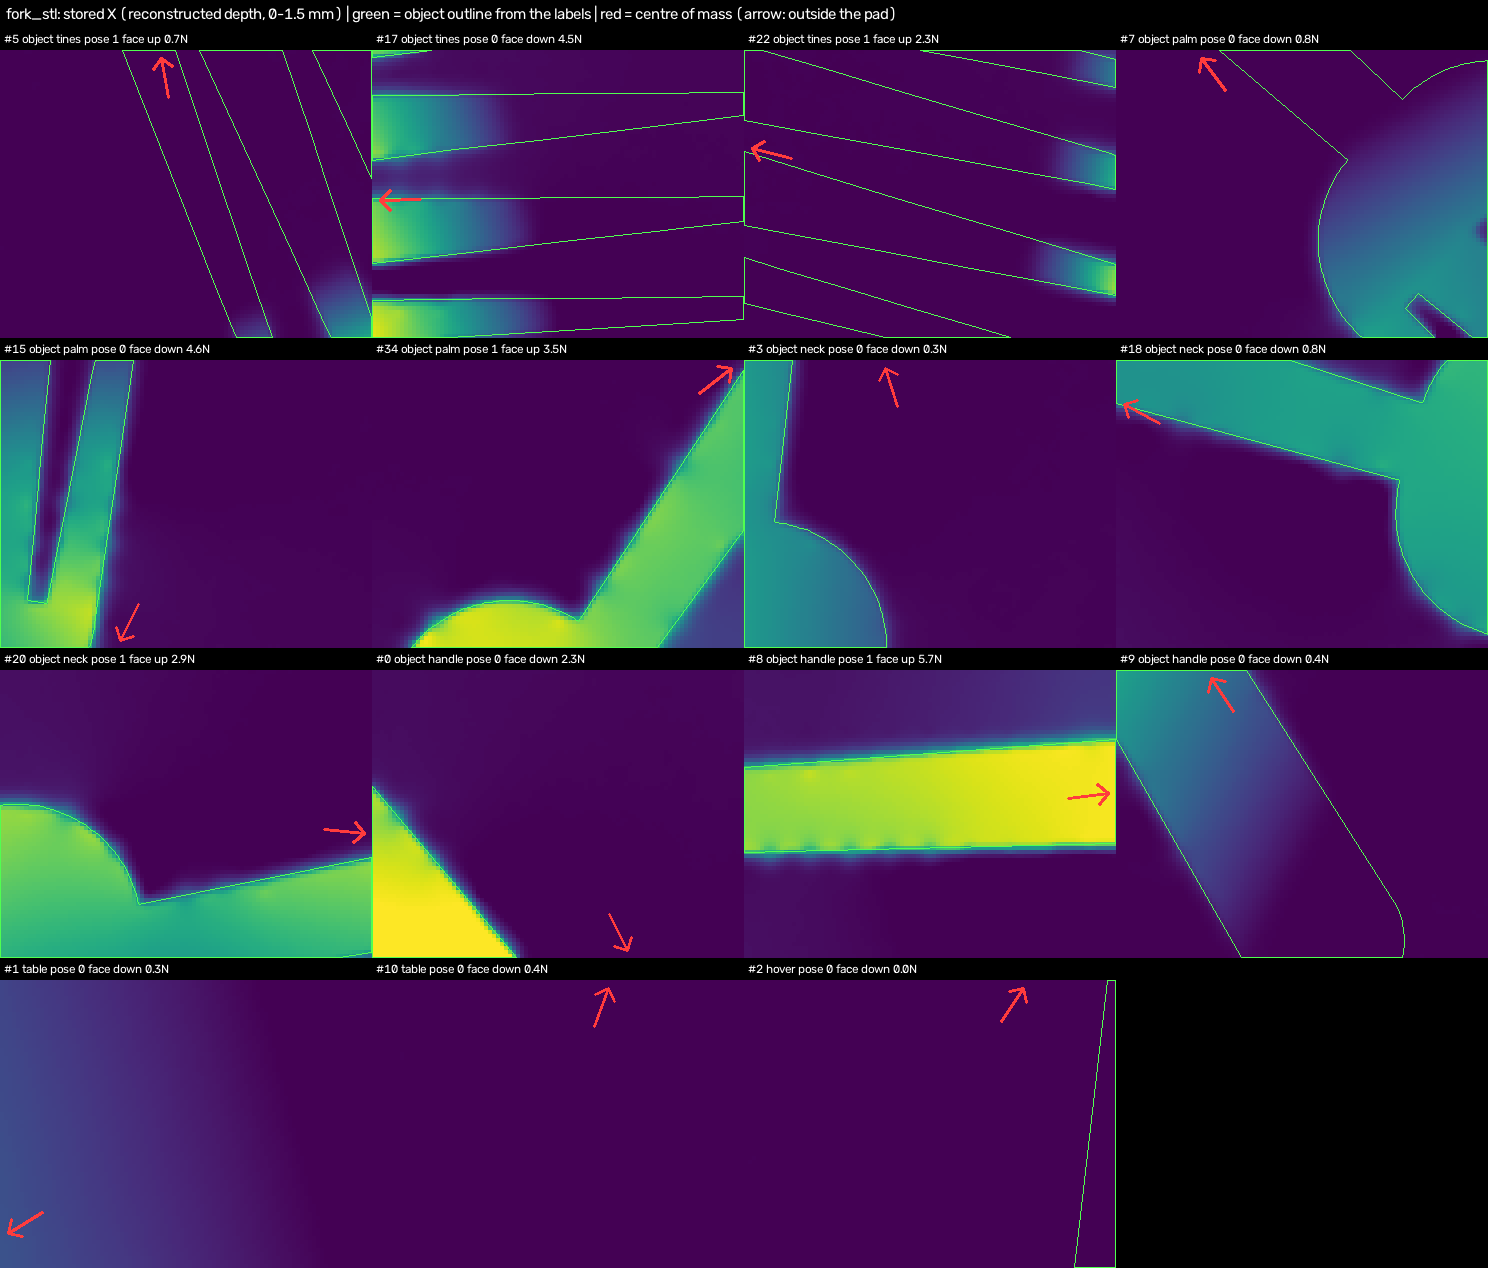 fork_stl: stored X (reconstructed depth, 0-1.5 mm) | green = object outline from the labels | red = centre of mass (arrow: outside the pad)
#5 object tines pose 1 face up 0.7N
#17 object tines pose 0 face down 4.5N
#22 object tines pose 1 face up 2.3N
#7 object palm pose 0 face down 0.8N
#15 object palm pose 0 face down 4.6N
#34 object palm pose 1 face up 3.5N
#3 object neck pose 0 face down 0.3N
#18 object neck pose 0 face down 0.8N
#20 object neck pose 1 face up 2.9N
#0 object handle pose 0 face down 2.3N
#8 object handle pose 1 face up 5.7N
#9 object handle pose 0 face down 0.4N
#1 table pose 0 face down 0.3N
#10 table pose 0 face down 0.4N
#2 hover pose 0 face down 0.0N